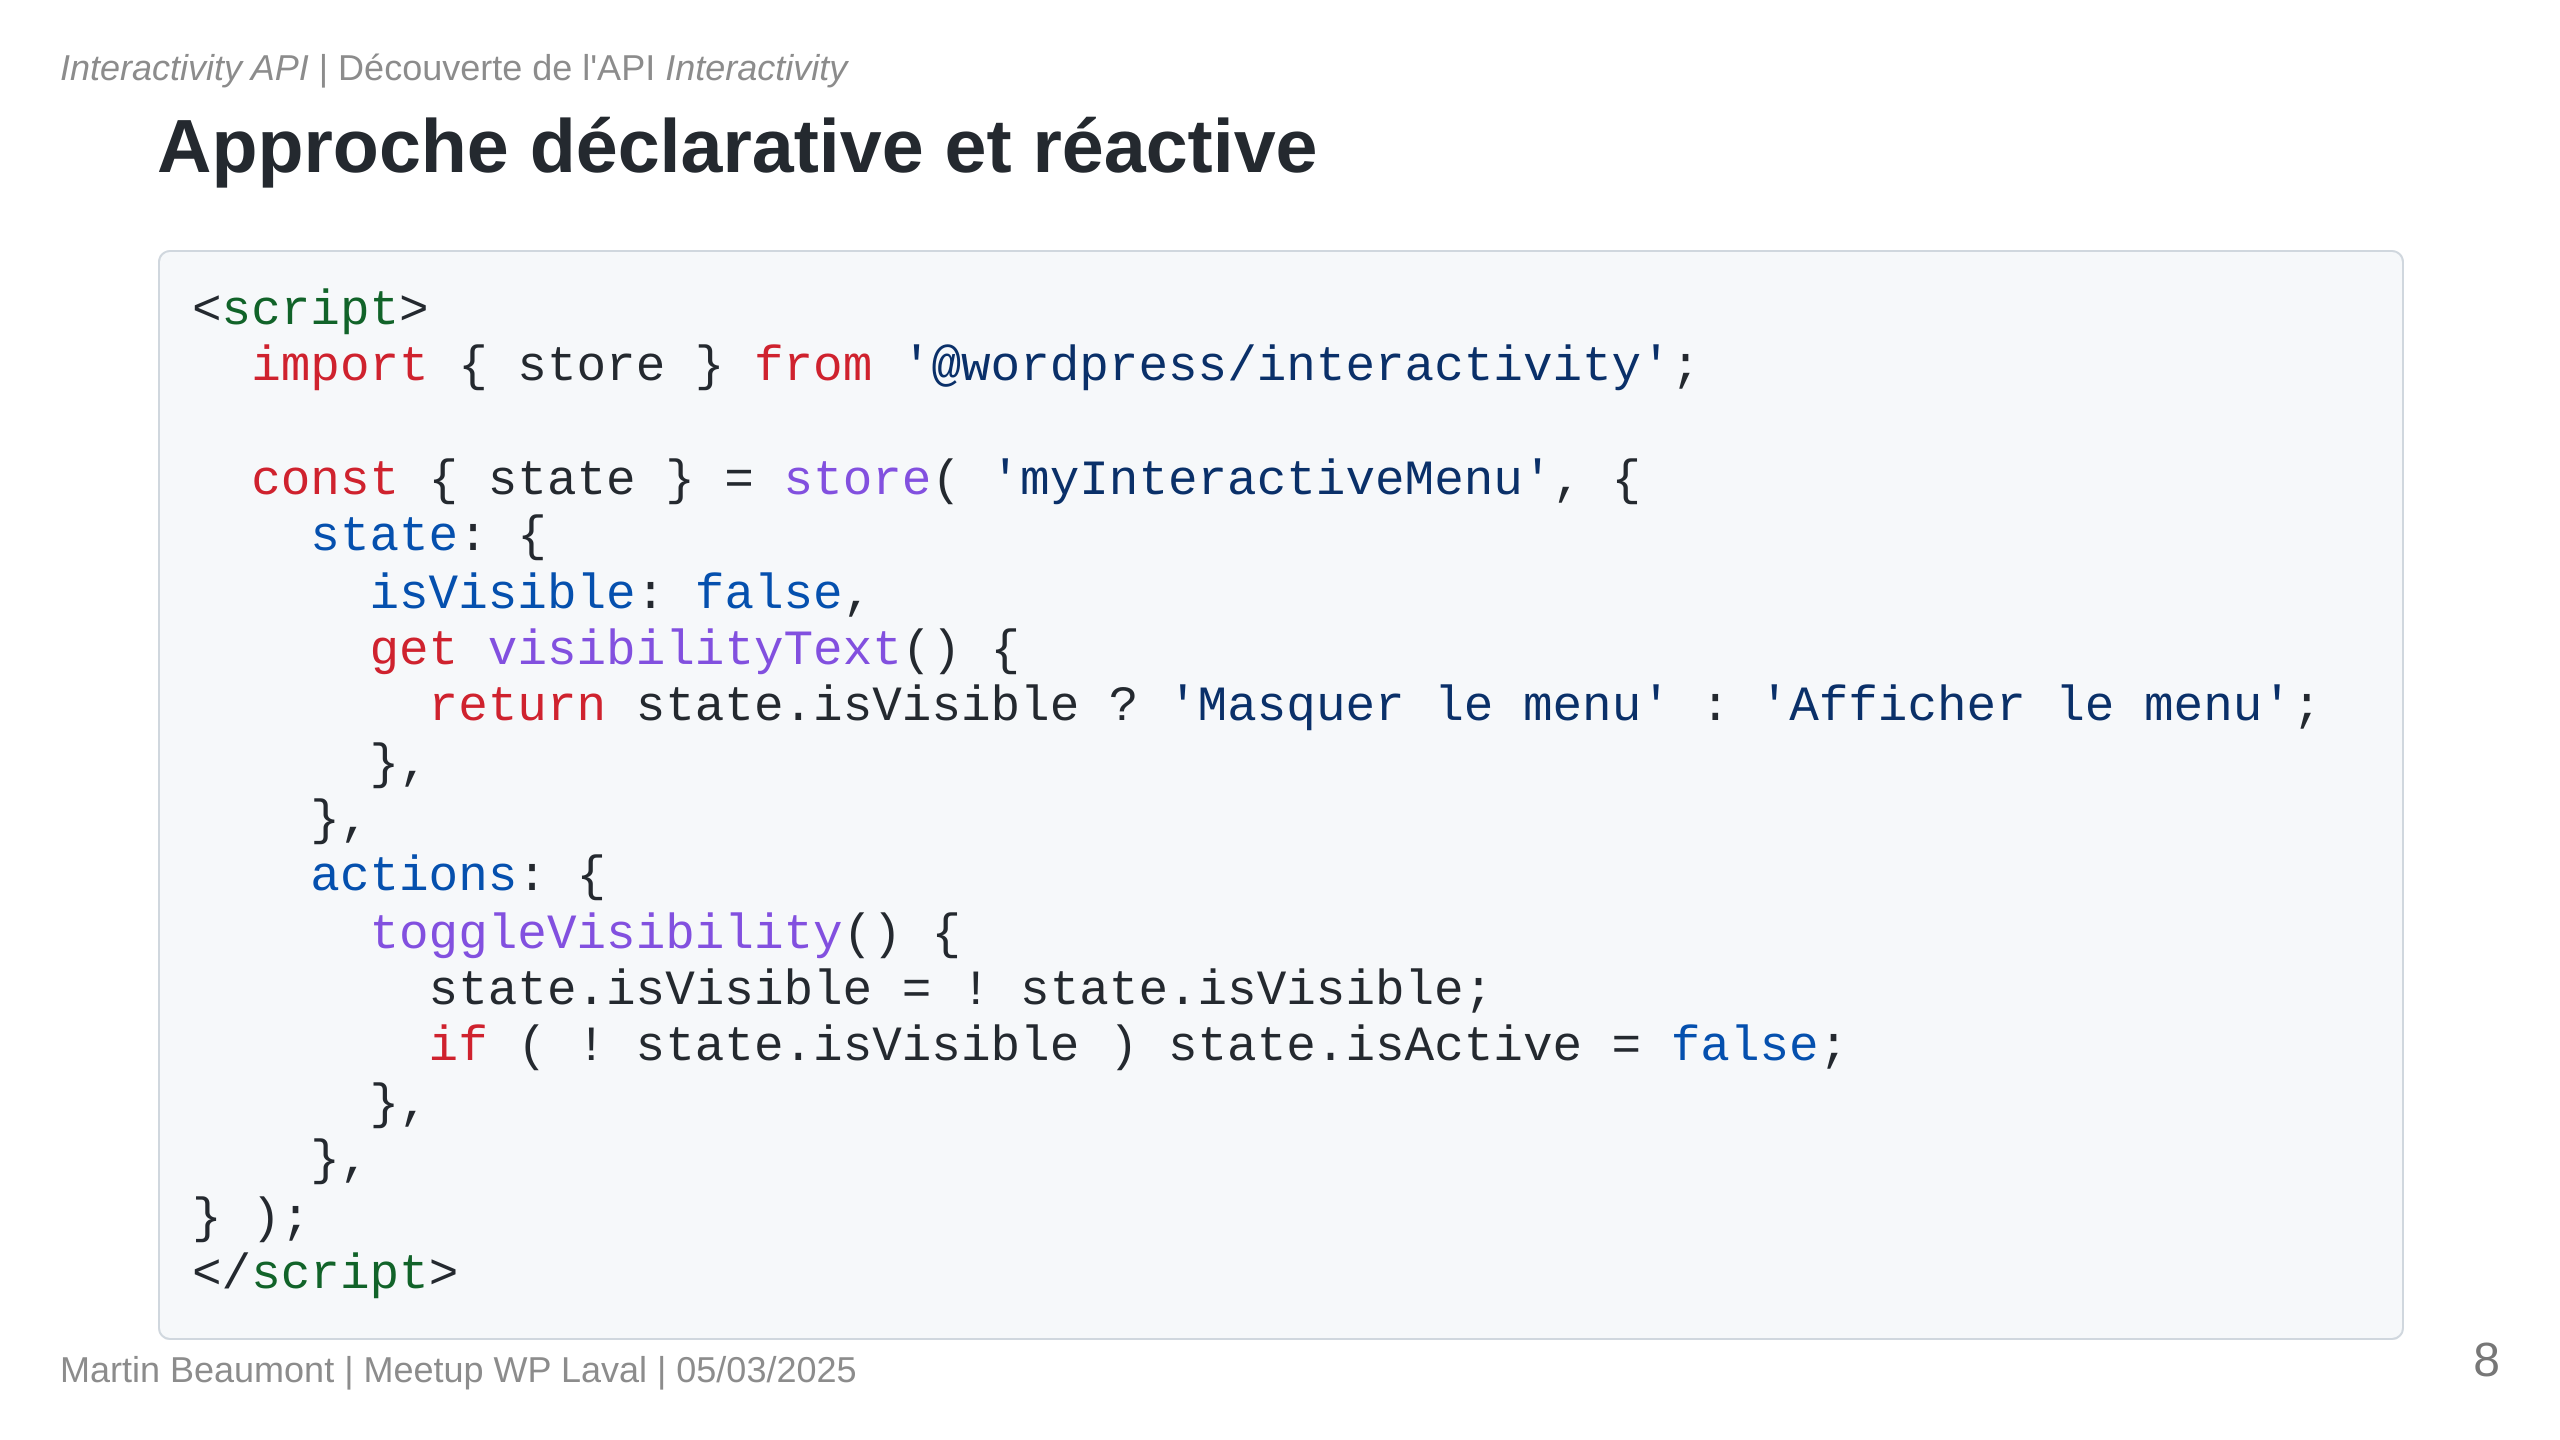 Interactivity API | Découverte de l'API Interactivity
Approche déclarative et réactive
<script>
  import { store } from '@wordpress/interactivity';

  const { state } = store( 'myInteractiveMenu', {
    state: {
      isVisible: false,
      get visibilityText() {
        return state.isVisible ? 'Masquer le menu' : 'Afficher le menu';
      },
    },
    actions: {
      toggleVisibility() {
        state.isVisible = ! state.isVisible;
        if ( ! state.isVisible ) state.isActive = false;
      },
    },
} );
</script>
Martin Beaumont | Meetup WP Laval | 05/03/2025
8